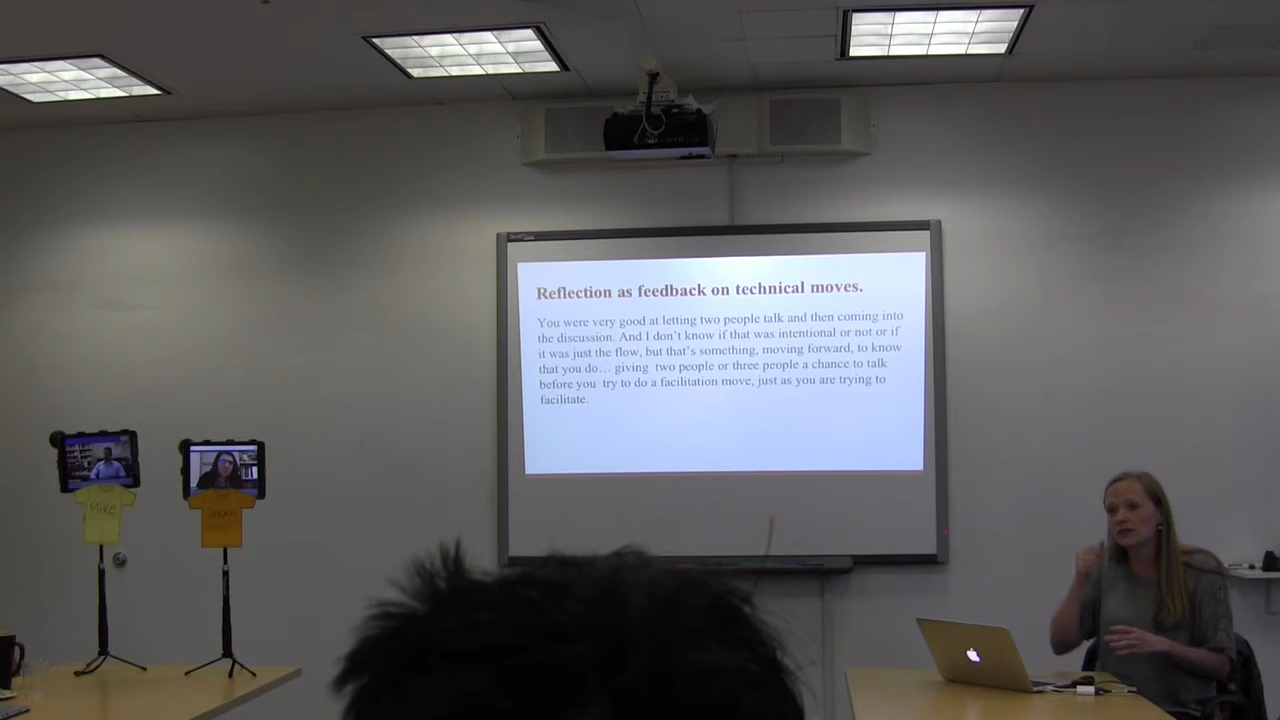 Reflection as feedback on technical moves.
You were very good at letting two people talk and then coming into
the discussion. And I don't know if that was intentional or not or if
it was just the flow, but that's something, moving forward, to know
that you do… giving two people or three people a chance to talk
before you try to do a facilitation move, just as you are trying to
facilitate.
Mike
SARAH